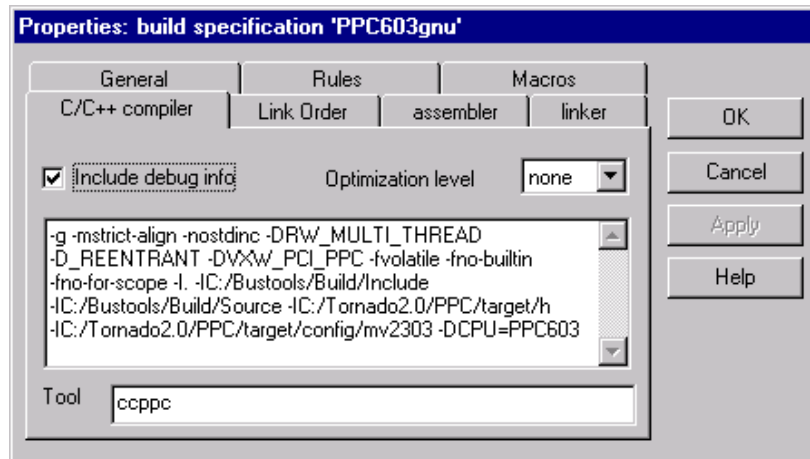 Properties: build specification 'PPC603gnu'
General Rules Macros
C/C++ compiler Link Order assembler linker
Include debug info Optimization level none
-g -mstrict-align -nostdinc -DRW_MULTI_THREAD
-D_REENTRANT -DVXW_PCI_PPC -fvolatile -fno-builtin
-fno-for-scope -I. -IC:/Bustools/Build/Include
-IC:/Bustools/Build/Source -IC:/Tornado2.0/PPC/target/h
-IC:/Tornado2.0/PPC/target/config/mv2303 -DCPU=PPC603
Tool ccppc
OK
Cancel
Apply
Help